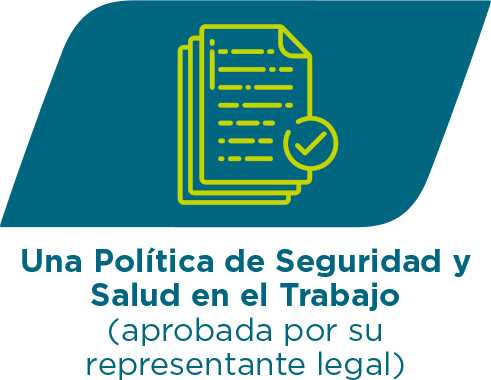 Una Política de Seguridad y
Salud en el Trabajo
(aprobada por su
representante legal)